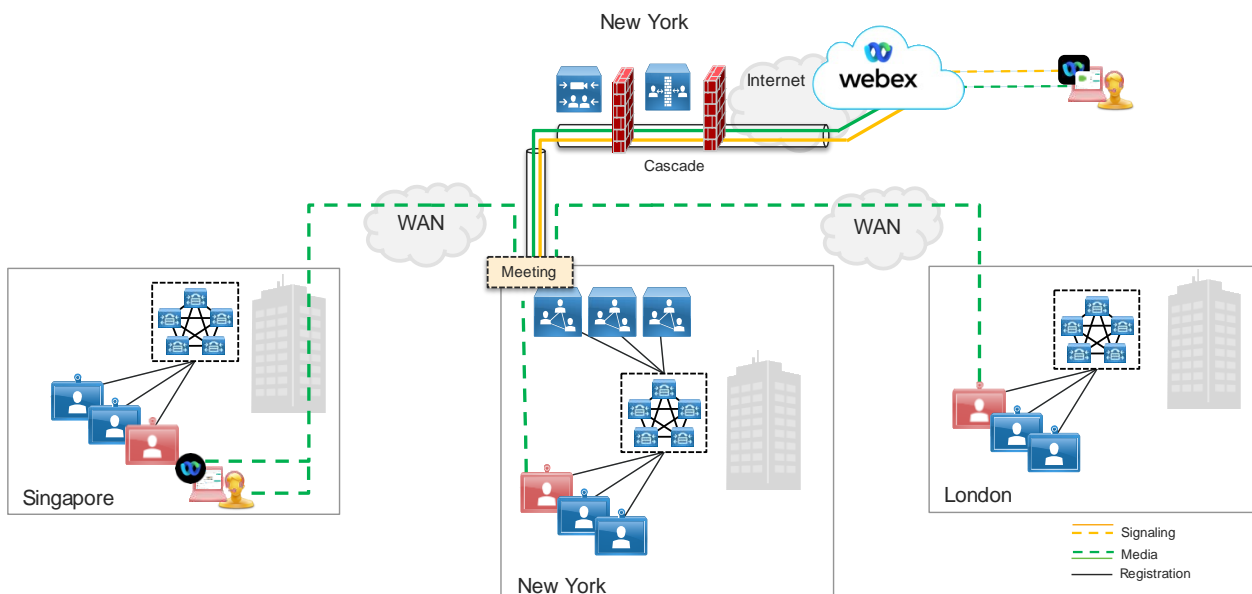 New York
Internet
webex
Cascade
WAN
WAN
Meeting
Singapore
New York
London
Signaling
Media
Registration